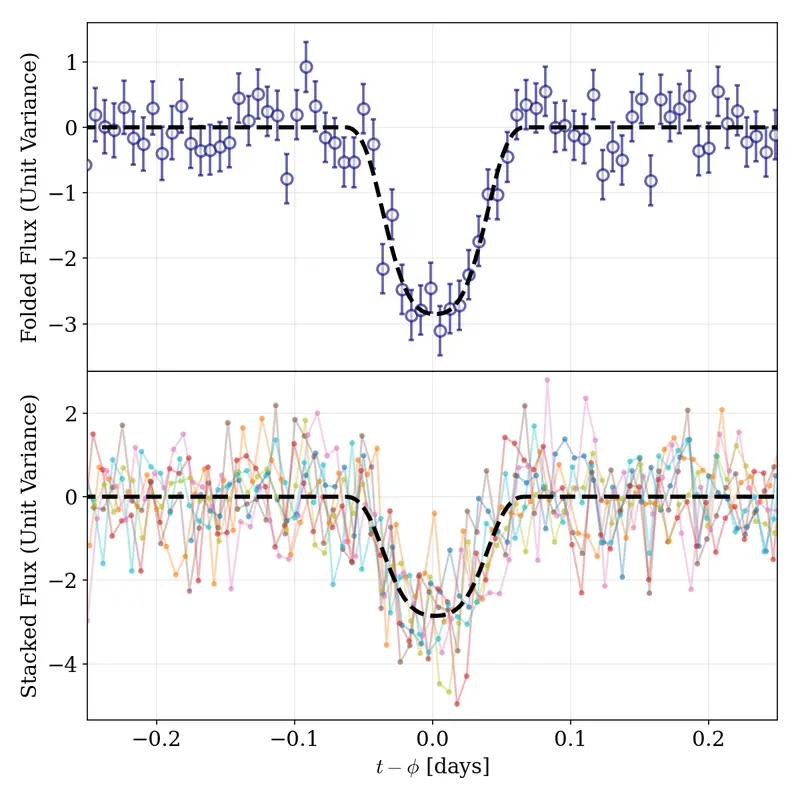 Folded Flux (Unit Variance)
1
0
−1
−2
−3
Stacked Flux (Unit Variance)
2
0
−2
−4
−0.2 −0.1 0.0 0.1 0.2
t − ϕ [days]